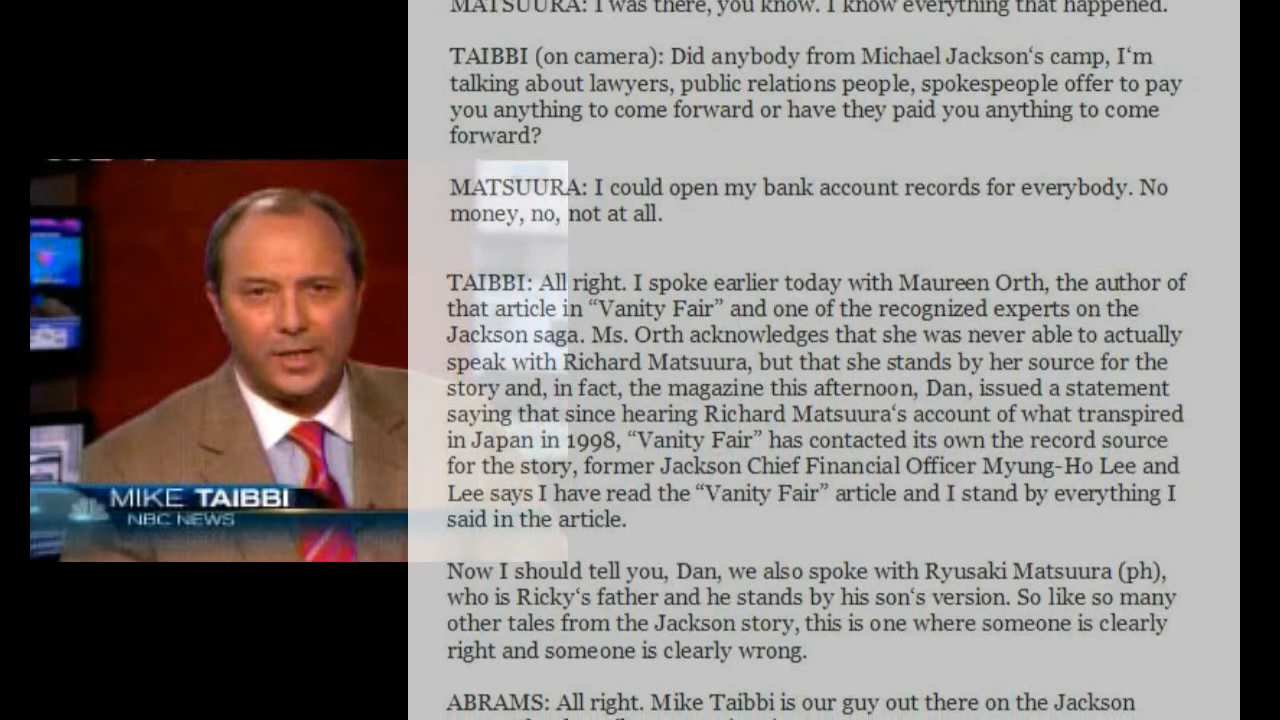 MATSUURA: I was there, you know. I know everything that happened.
TAIBBI (on camera): Did anybody from Michael Jackson‘s camp, I‘m
talking about lawyers, public relations people, spokespeople offer to pay
you anything to come forward or have they paid you anything to come
forward?
MATSUURA: I could open my bank account records for everybody. No
money, no, not at all.
TAIBBI: All right. I spoke earlier today with Maureen Orth, the author of
that article in “Vanity Fair” and one of the recognized experts on the
Jackson saga. Ms. Orth acknowledges that she was never able to actually
speak with Richard Matsuura, but that she stands by her source for the
story and, in fact, the magazine this afternoon, Dan, issued a statement
saying that since hearing Richard Matsuura‘s account of what transpired
in Japan in 1998, “Vanity Fair” has contacted its own the record source
for the story, former Jackson Chief Financial Officer Myung-Ho Lee and
Lee says I have read the “Vanity Fair” article and I stand by everything I
said in the article.
Now I should tell you, Dan, we also spoke with Ryusaki Matsuura (ph),
who is Ricky‘s father and he stands by his son‘s version. So like so many
other tales from the Jackson story, this is one where someone is clearly
right and someone is clearly wrong.
ABRAMS: All right. Mike Taibbi is our guy out there on the Jackson
MIKE TAIBBI
NBC NEWS